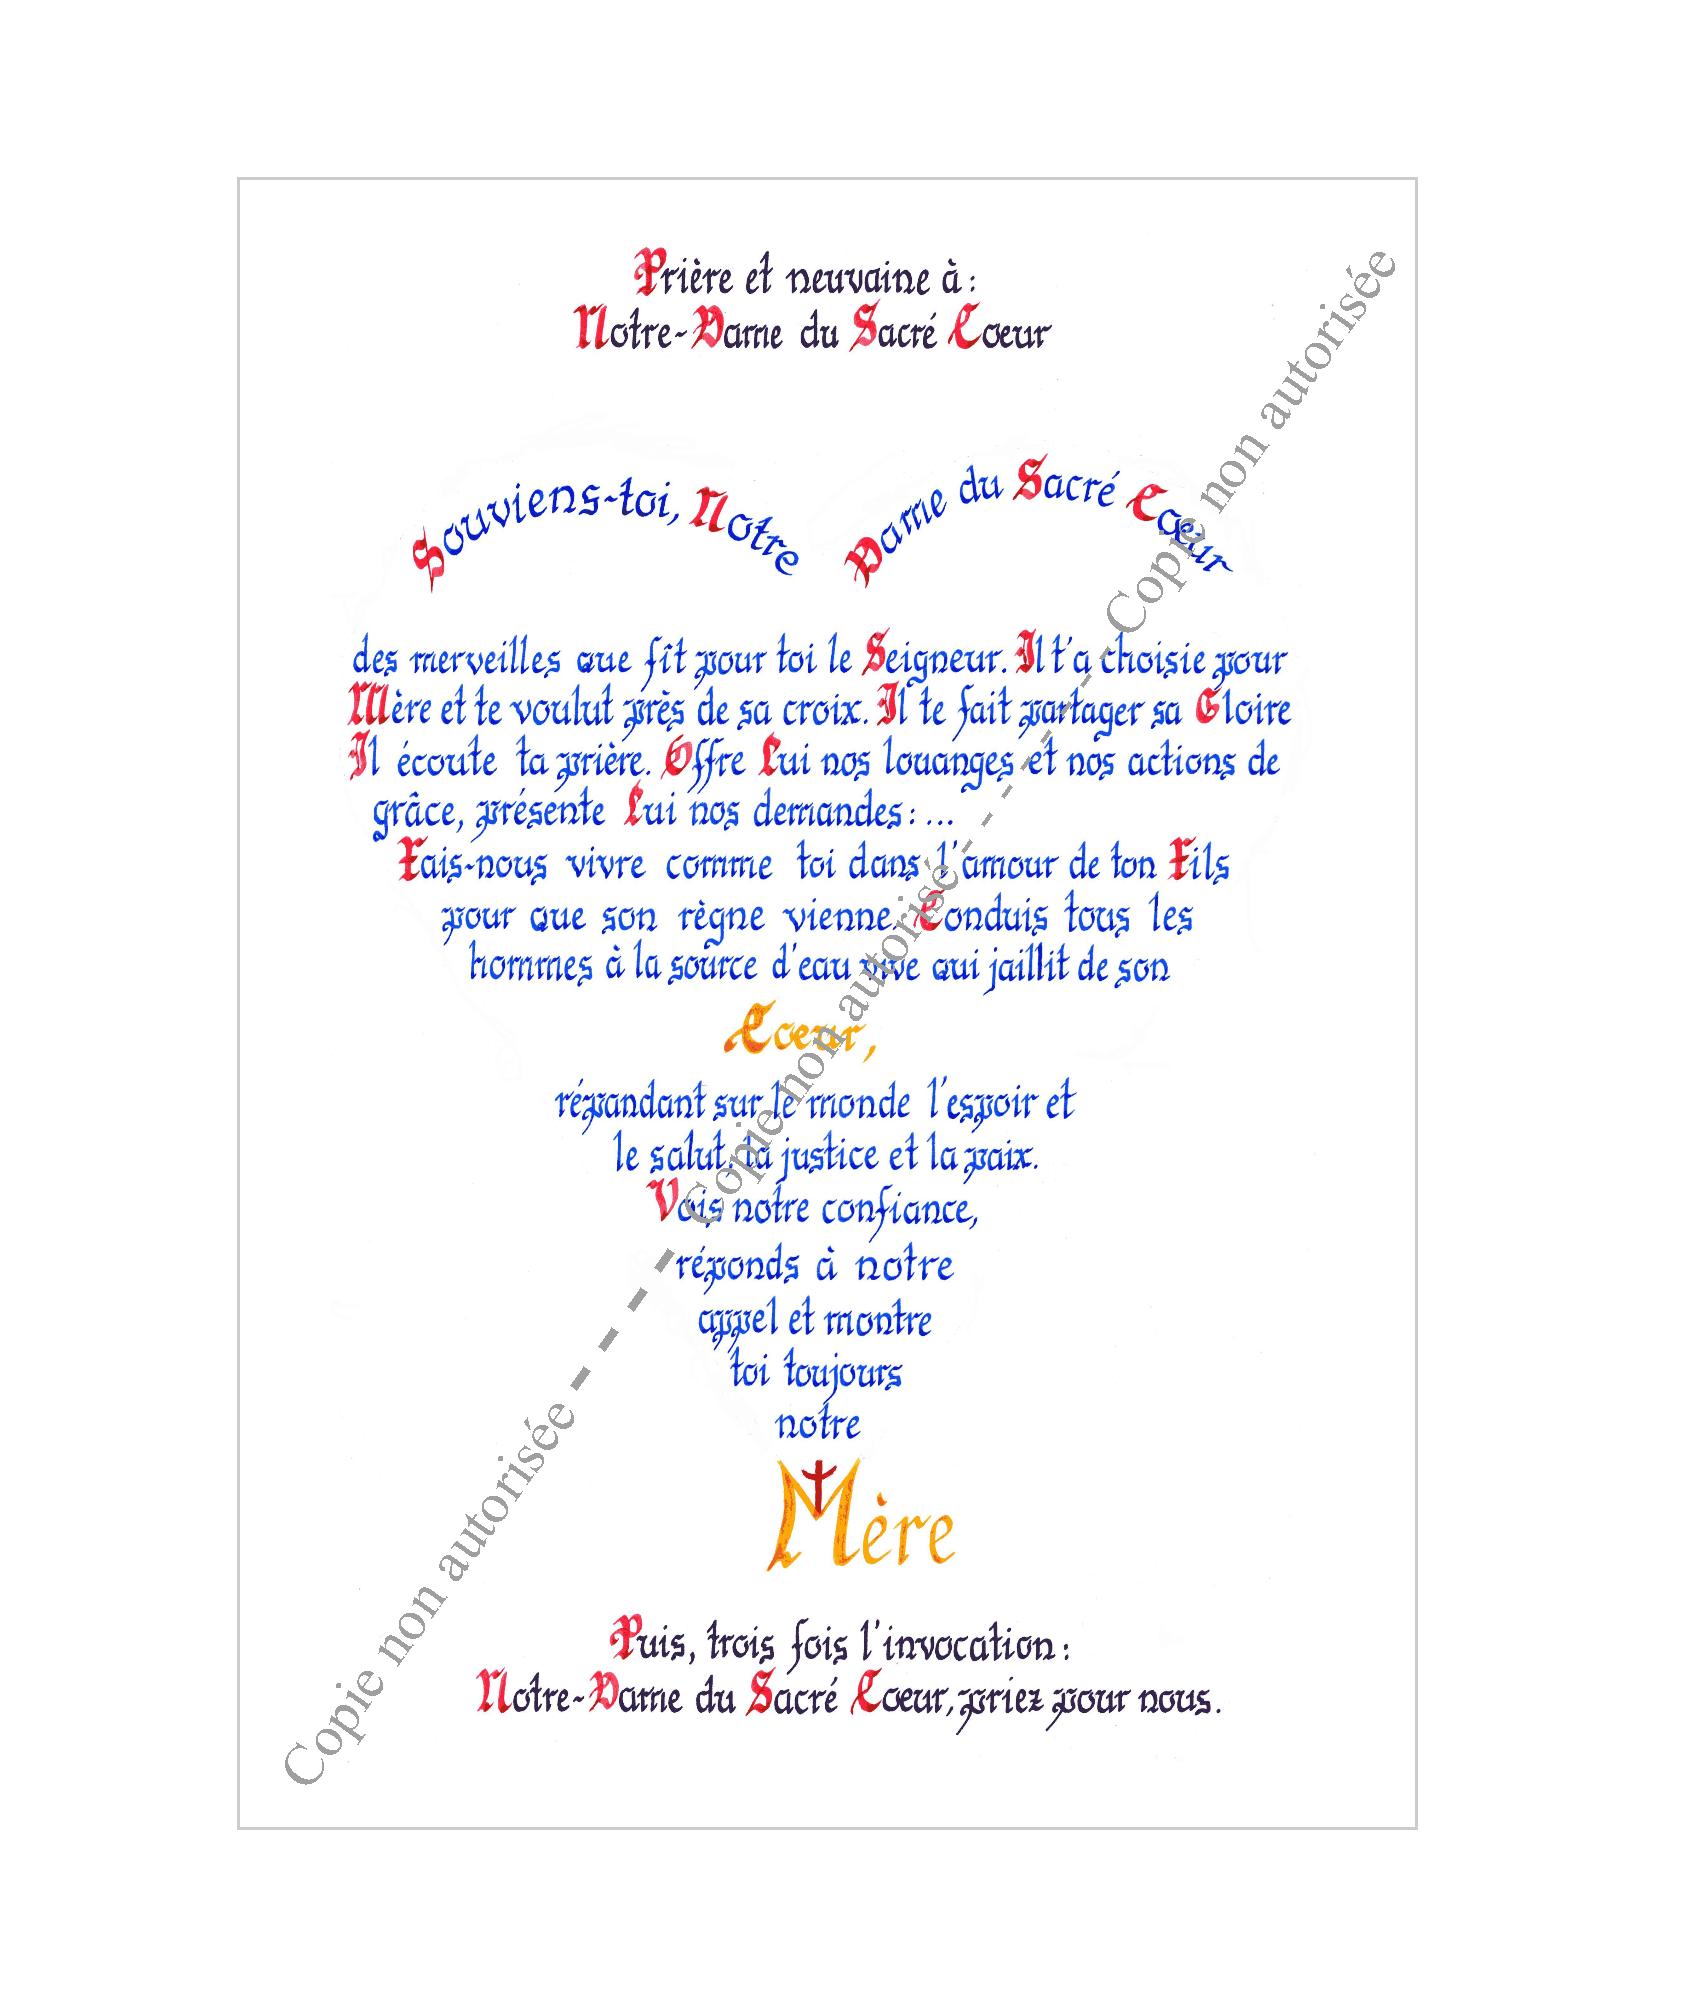 Prière et neuvaine à :
Notre-Dame du Sacré Coeur
Souviens-toi, Notre Dame du Sacré Cœur
des merveilles que fît pour toi le Seigneur. Il t'a choisie pour
Mère et te voulut près de sa croix. Il te fait partager sa Gloire
Il écoute ta prière. Offre Lui nos louanges et nos actions de
grâce, présente Lui nos demandes : ...
Fais-nous vivre comme toi dans l'amour de ton Fils
pour que son règne vienne. Conduis tous les
hommes à la source d'eau vive qui jaillit de son
Cœur,
répandant sur le monde l'espoir et
le salut, la justice et la paix.
Vois notre confiance,
réponds à notre
appel et montre
toi toujours
notre
Mère
Puis, trois fois l'invocation :
Notre-Dame du Sacré Coeur, priez pour nous.
Copie non autorisée - - - - Copie non autorisée - - - - Copie non autorisée